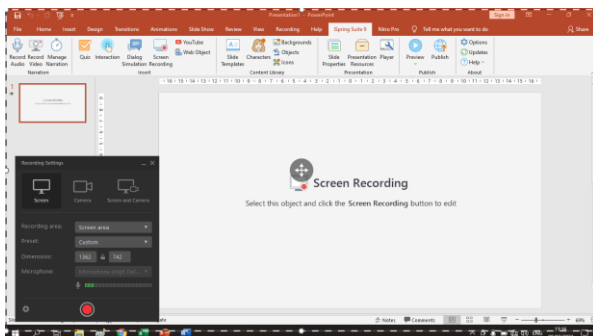 Presentation1 - PowerPoint
Sign in
File Home Insert Design Transitions Animations Slide Show Review View Recording Help iSpring Suite 9 Nitro Pro Tell me what you want to do Share
Record Audio
Record Video
Manage Narration
Narration
Quiz
Interaction
Dialog Simulation
Screen Recording
YouTube
Web Object
Insert
Slide Templates
Characters
Backgrounds
Objects
Icons
Content Library
Slide Properties
Presentation Resources
Player
Presentation
Preview
Publish
Publish
Options
Updates
Help
About
1
Recording Settings
Screen
Camera
Screen and Camera
Recording area: Screen area
Preset: Custom
Dimensions: 1362 742
Microphone:
Screen Recording
Select this object and click the Screen Recording button to edit
Notes Comments 69%